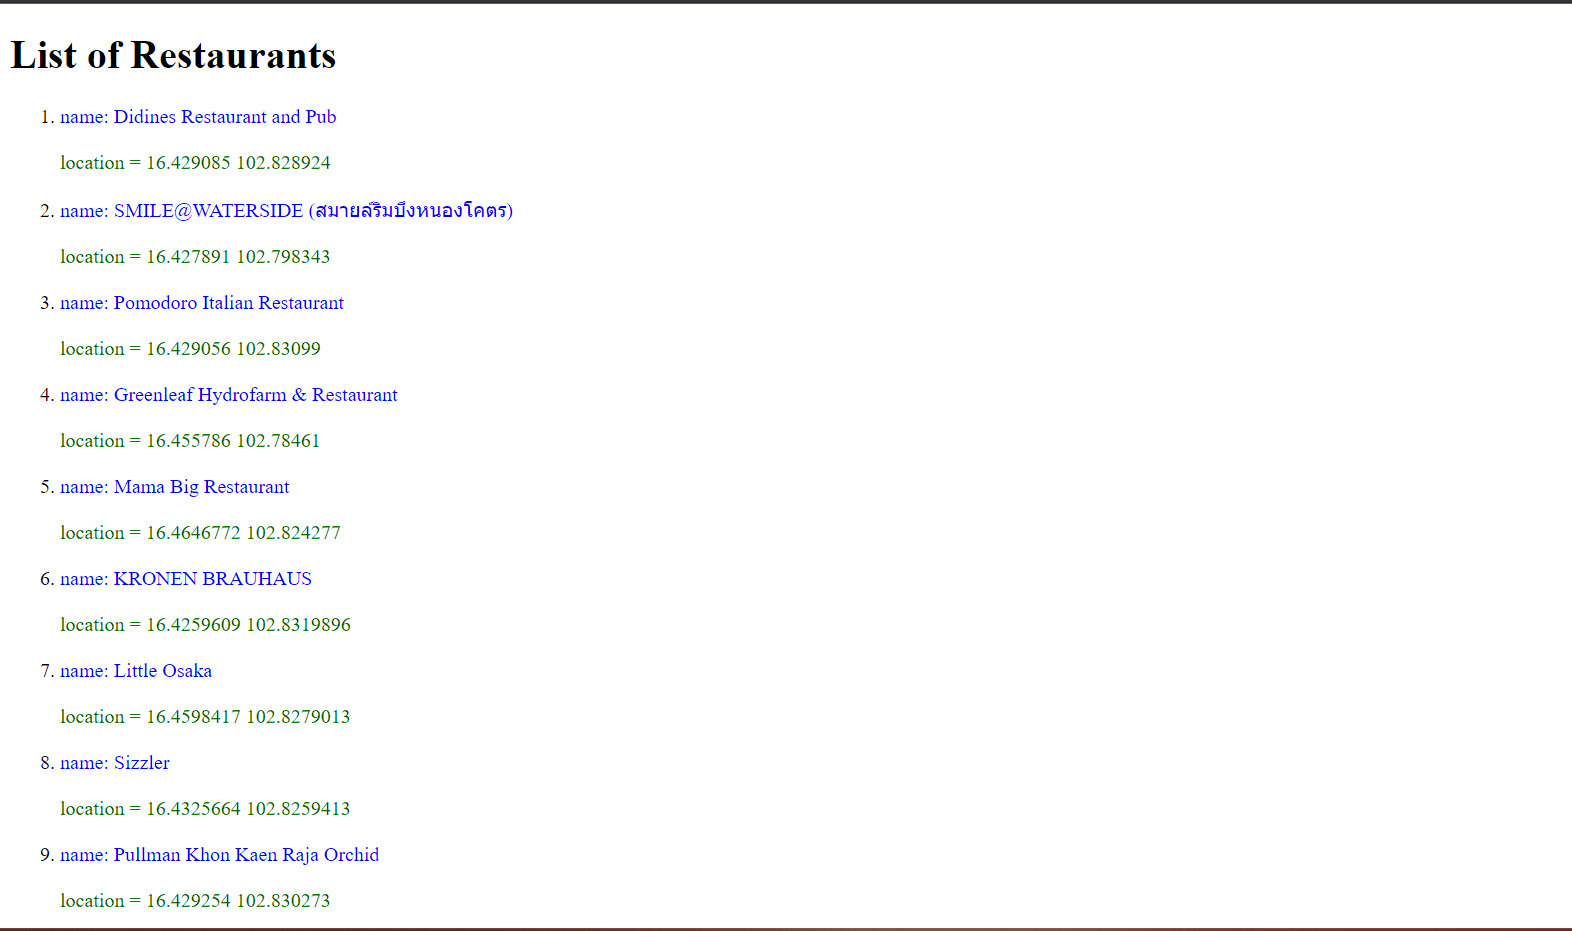 List of Restaurants
1. name: Didines Restaurant and Pub
location = 16.429085 102.828924
2. name: SMILE@WATERSIDE (สมายล์ริมบึงหนองโคตร)
location = 16.427891 102.798343
3. name: Pomodoro Italian Restaurant
location = 16.429056 102.83099
4. name: Greenleaf Hydrofarm & Restaurant
location = 16.455786 102.78461
5. name: Mama Big Restaurant
location = 16.4646772 102.824277
6. name: KRONEN BRAUHAUS
location = 16.4259609 102.8319896
7. name: Little Osaka
location = 16.4598417 102.8279013
8. name: Sizzler
location = 16.4325664 102.8259413
9. name: Pullman Khon Kaen Raja Orchid
location = 16.429254 102.830273